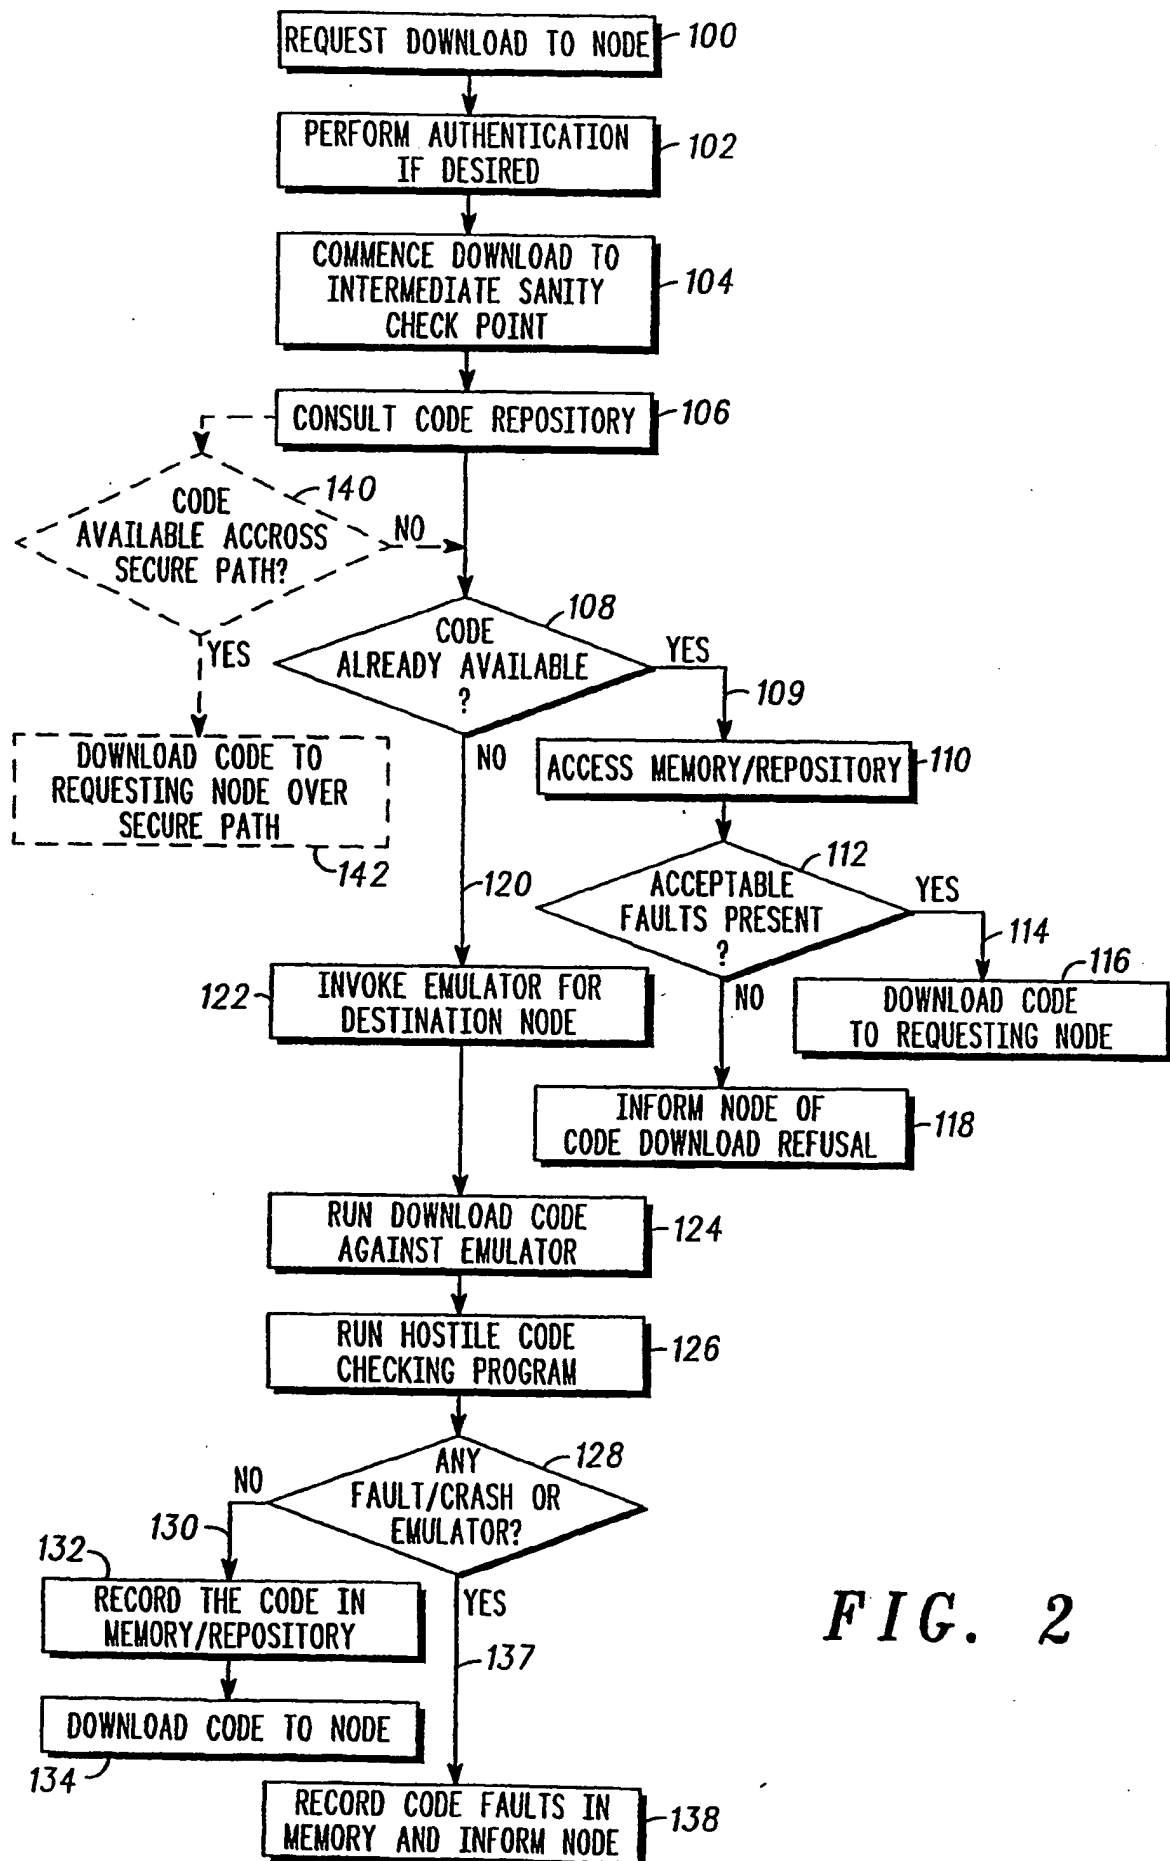 REQUEST DOWNLOAD TO NODE
100
PERFORM AUTHENTICATION
IF DESIRED
102
COMMENCE DOWNLOAD TO
INTERMEDIATE SANITY
CHECK POINT
104
CONSULT CODE REPOSITORY
106
CODE
AVAILABLE ACCROSS
SECURE PATH?
140
NO
YES
DOWNLOAD CODE TO
REQUESTING NODE OVER
SECURE PATH
142
CODE
ALREADY AVAILABLE
?
108
YES
109
NO
120
ACCESS MEMORY/REPOSITORY
110
ACCEPTABLE
FAULTS PRESENT
?
112
YES
114
NO
DOWNLOAD CODE
TO REQUESTING NODE
116
INFORM NODE OF
CODE DOWNLOAD REFUSAL
118
INVOKE EMULATOR FOR
DESTINATION NODE
122
RUN DOWNLOAD CODE
AGAINST EMULATOR
124
RUN HOSTILE CODE
CHECKING PROGRAM
126
ANY
FAULT/CRASH OR
EMULATOR?
128
NO
130
RECORD THE CODE IN
MEMORY/REPOSITORY
132
DOWNLOAD CODE TO NODE
134
YES
137
RECORD CODE FAULTS IN
MEMORY AND INFORM NODE
138
FIG. 2